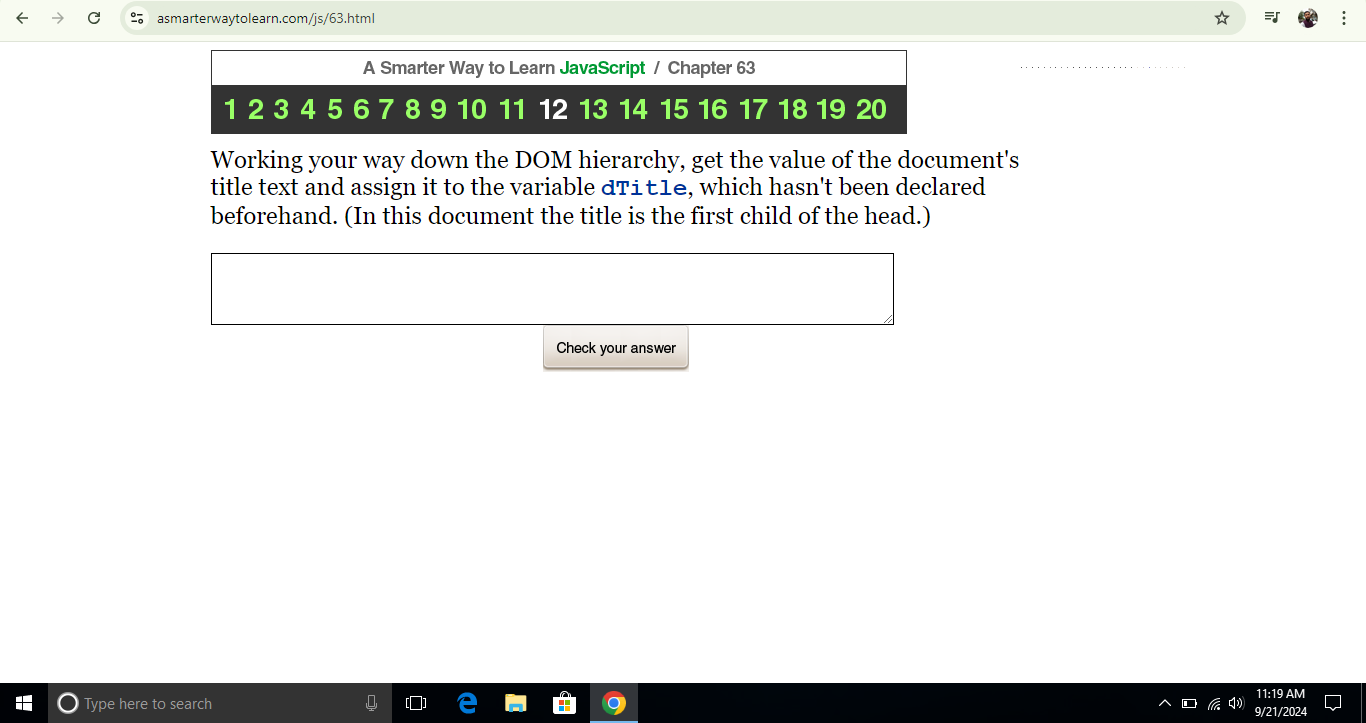 asmarterwaytolearn.com/js/63.html
A Smarter Way to Learn JavaScript / Chapter 63
1 2 3 4 5 6 7 8 9 10 11 12 13 14 15 16 17 18 19 20
Working your way down the DOM hierarchy, get the value of the document's
title text and assign it to the variable dTitle, which hasn't been declared
beforehand. (In this document the title is the first child of the head.)
Check your answer
Type here to search
11:19 AM
9/21/2024